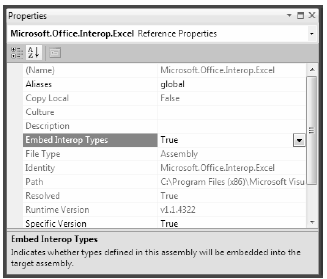 Properties
Microsoft.Office.Interop.Excel Reference Properties
(Name) Microsoft.Office.Interop.Excel
Aliases global
Copy Local False
Culture
Description
Embed Interop Types True
File Type Assembly
Identity Microsoft.Office.Interop.Excel
Path C:\Program Files (x86)\Microsoft Visu
Resolved True
Runtime Version v1.1.4322
Specific Version True
Embed Interop Types
Indicates whether types defined in this assembly will be embedded into the
target assembly.